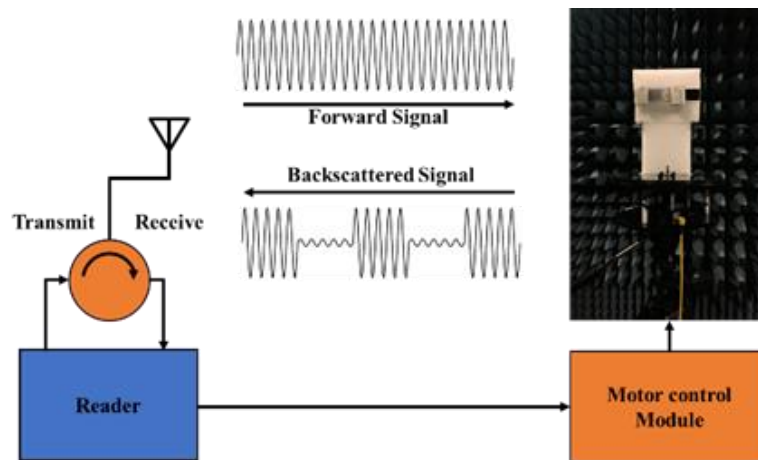 Forward Signal
Backscattered Signal
Transmit Receive
Reader
Motor control
Module